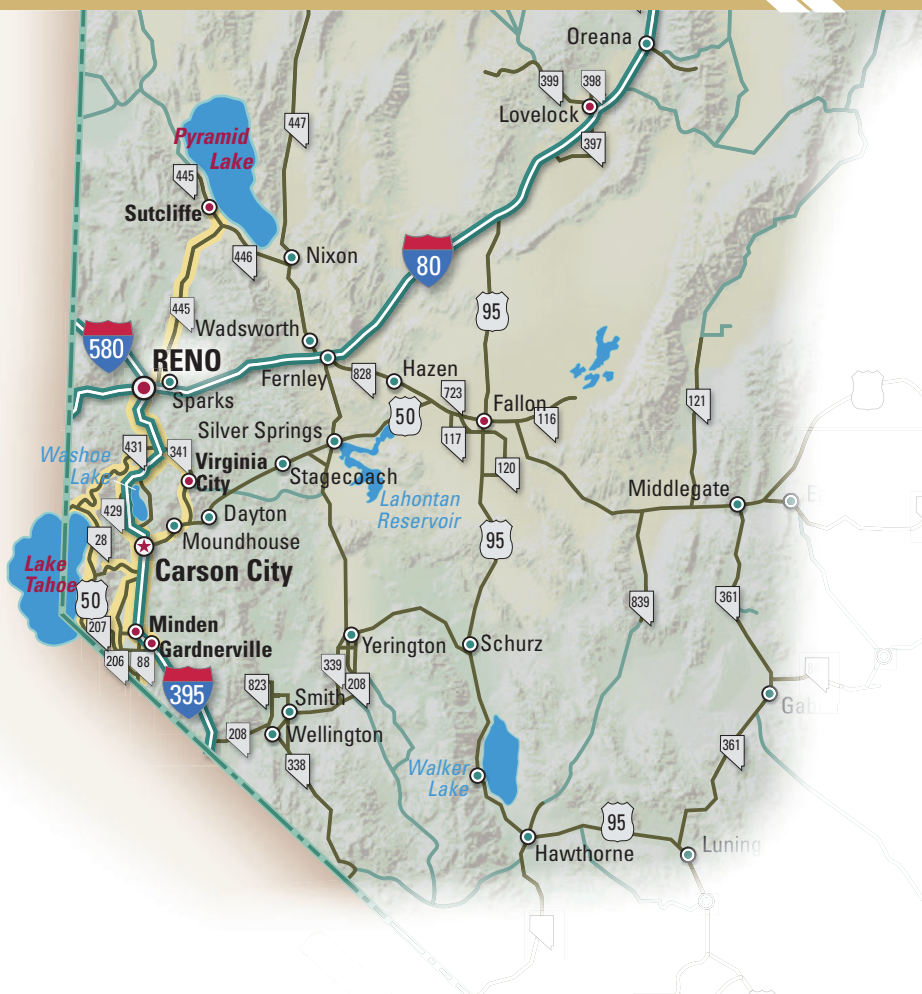 Oreana
399
398
Lovelock
447
397
Pyramid
Lake
445
Sutcliffe
446
Nixon
80
95
445
Wadsworth
580
RENO
Fernley
828
Hazen
Sparks
723
50
Fallon
116
121
117
120
Silver Springs
431
341
Washoe
Lake
Virginia
City
Stagecoach
Lahontan
Reservoir
Middlegate
429
Dayton
Moundhouse
28
95
Lake
Tahoe
Carson City
50
839
361
207
Minden
Gardnerville
Yerington
Schurz
206
88
339
208
395
823
Smith
Gab
208
Wellington
338
361
Walker
Lake
95
Hawthorne
Luning